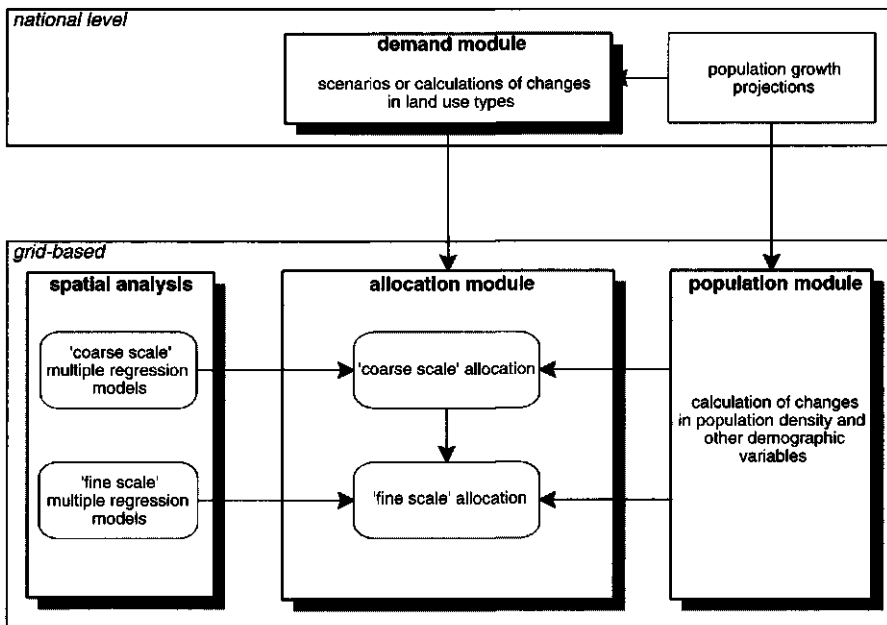 national level
demand module
scenarios or calculations of changes
in land use types
population growth
projections
grid-based
spatial analysis
'coarse scale'
multiple regression
models
'fine scale'
multiple regression
models
allocation module
'coarse scale' allocation
'fine scale' allocation
population module
calculation of changes
in population density and
other demographic
variables